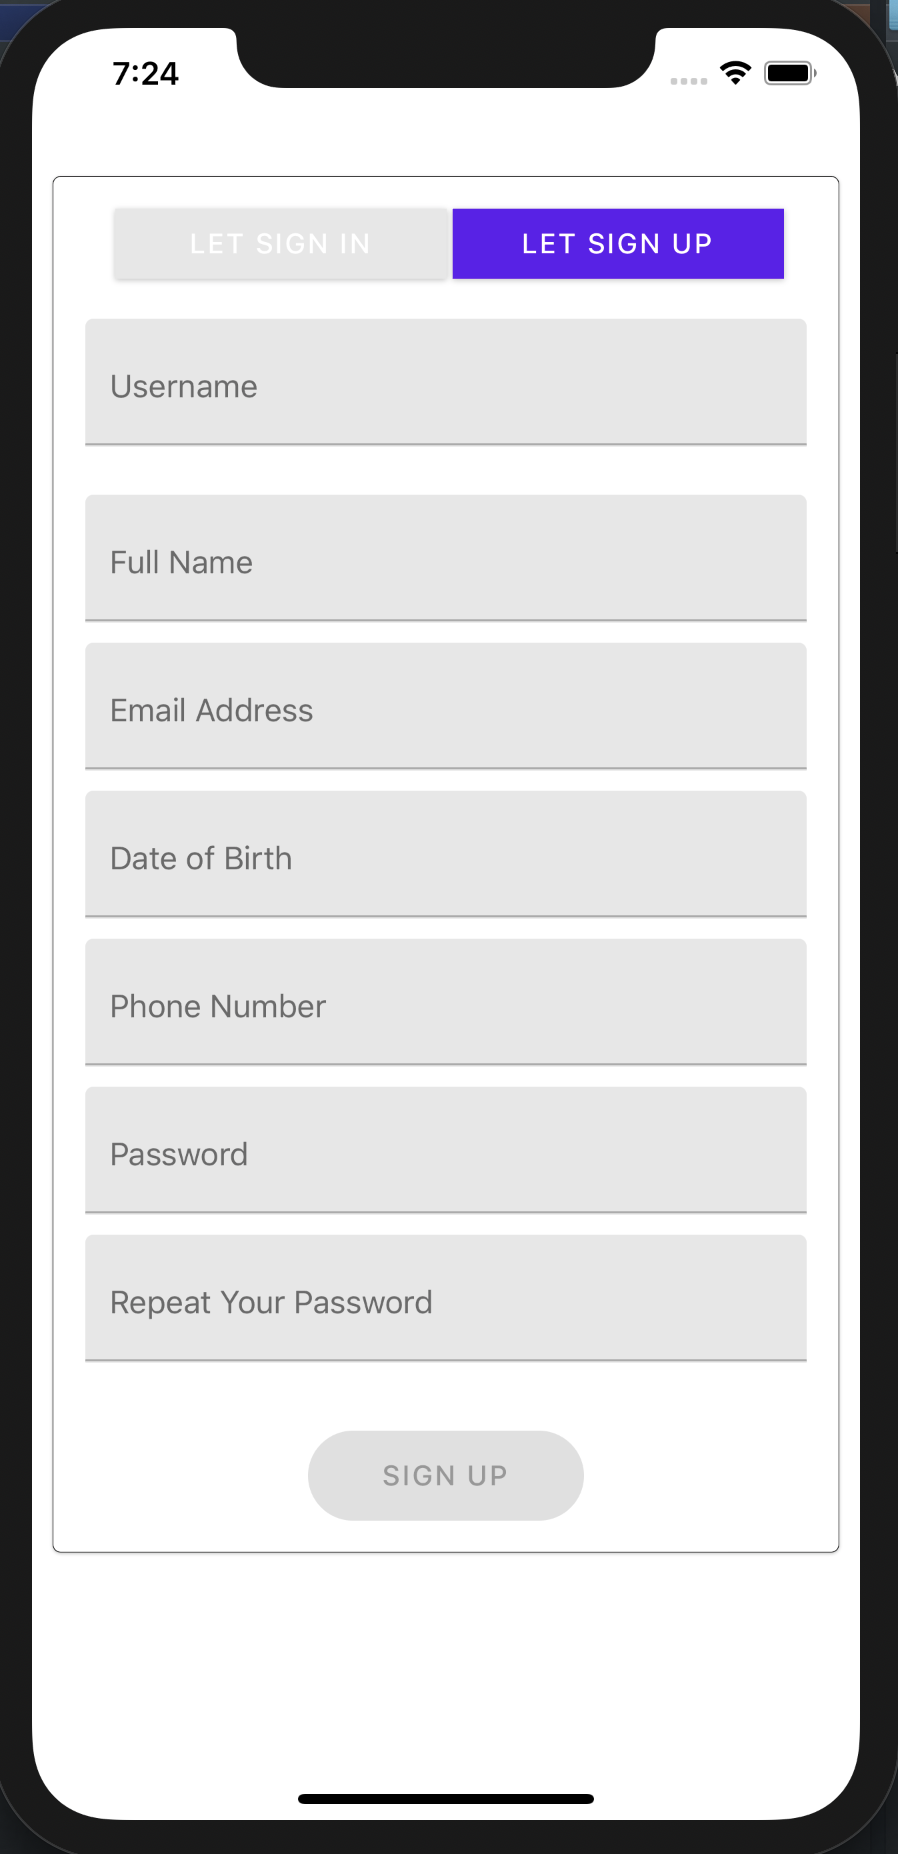 7:24
LET SIGN IN LET SIGN UP
Username
Full Name
Email Address
Date of Birth
Phone Number
Password
Repeat Your Password
SIGN UP